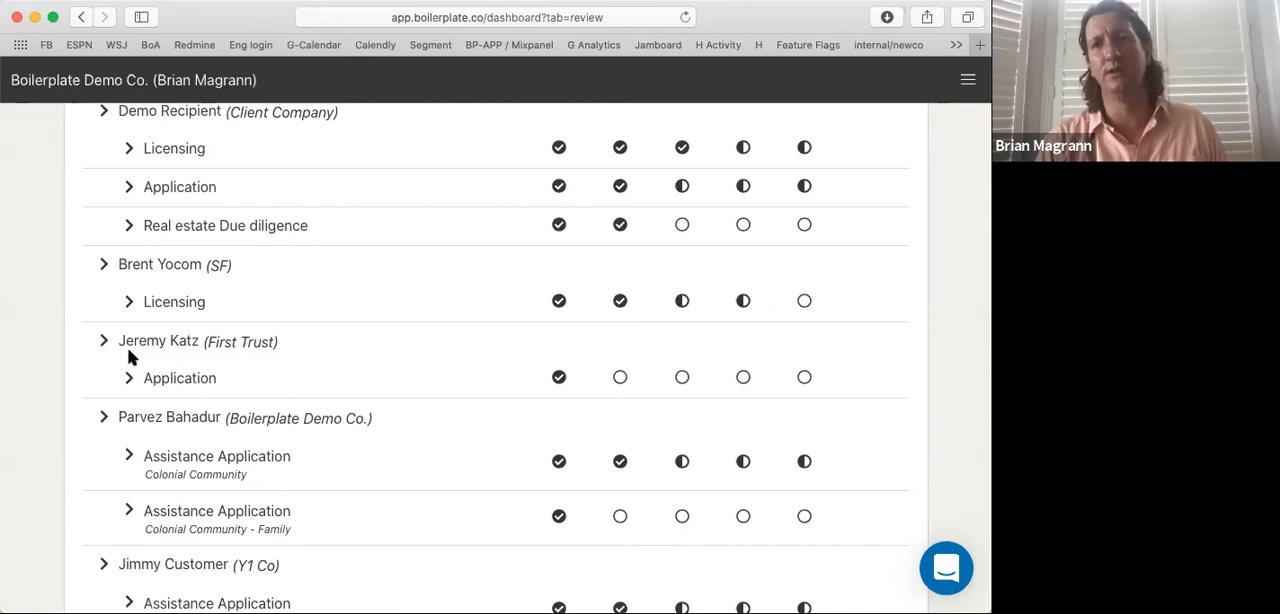 app.boilerplate.co/dashboard?tab=review
FB ESPN WSJ BoA Redmine Eng login G-Calendar Calendly Segment BP-APP / Mixpanel G Analytics Jamboard H Activity H Feature Flags internal/newco
Boilerplate Demo Co. (Brian Magrann)
Brian Magrann
Demo Recipient (Client Company)
Licensing
Application
Real estate Due diligence
Brent Yocom (SF)
Licensing
Jeremy Katz (First Trust)
Application
Parvez Bahadur (Boilerplate Demo Co.)
Assistance Application
Colonial Community
Assistance Application
Colonial Community - Family
Jimmy Customer (Y1 Co)
Assistance Application